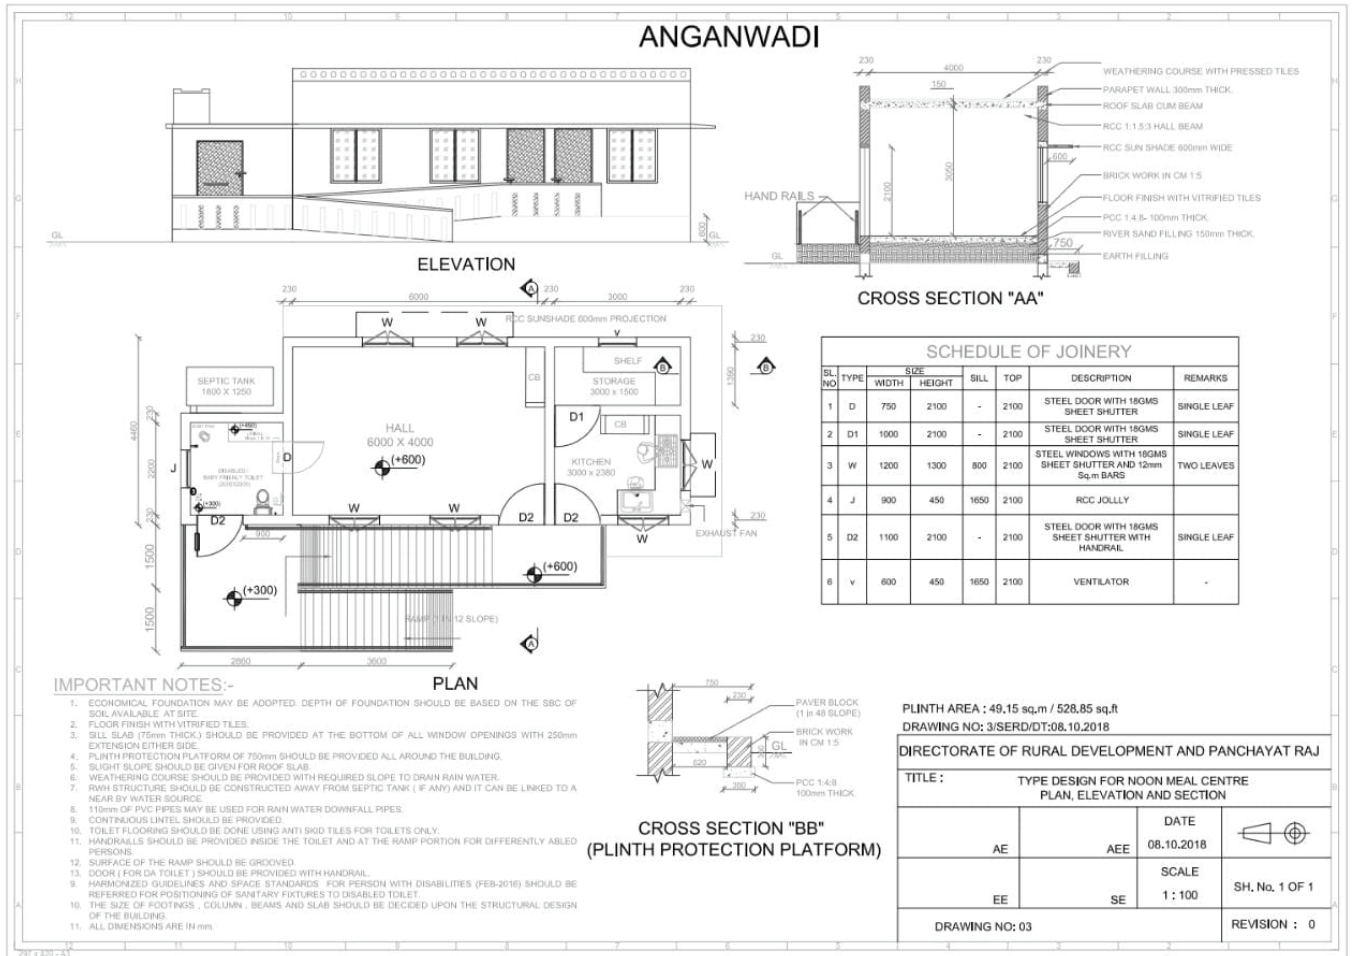 ANGANWADI
GL
600
ELEVATION
230
4000
230
150
3050
2100
600
750
HAND RAILS
GL
WEATHERING COURSE WITH PRESSED TILES
PARAPET WALL 300mm THICK.
ROOF SLAB CUM BEAM
RCC 1:1.5:3 HALL BEAM
RCC SUN SHADE 600mm WIDE
BRICK WORK IN CM 1:5
FLOOR FINISH WITH VITRIFIED TILES
PCC 1:4:8- 100mm THICK.
RIVER SAND FILLING 150mm THICK.
EARTH FILLING
CROSS SECTION "AA"
230
6000
A
230
230
3000
230
RCC SUNSHADE 600mm PROJECTION
W
W
v
230
SEPTIC TANK
1800 X 1250
CB
SHELF
B
B
STORAGE
3000 x 1500
1390
230
4460
2200
230
HALL
6000 X 4000
(+600)
D1
CB
KITCHEN
3000 x 2380
W
J
D
(+450)
DISABLED /
BABY FRIENLY TOILET
(+300)
D2
900
W
W
D2
D2
W
230
EXHAUST FAN
1500
1500
(+300)
(+600)
RAMP (1 IN 12 SLOPE)
A
2860
3600
PLAN
SCHEDULE OF JOINERY
SL. NO TYPE SIZE WIDTH HEIGHT SILL TOP DESCRIPTION REMARKS
1 D 750 2100 - 2100 STEEL DOOR WITH 18GMS SHEET SHUTTER SINGLE LEAF
2 D1 1000 2100 - 2100 STEEL DOOR WITH 18GMS SHEET SHUTTER SINGLE LEAF
3 W 1200 1300 800 2100 STEEL WINDOWS WITH 18GMS SHEET SHUTTER AND 12mm Sq.m BARS TWO LEAVES
4 J 900 450 1650 2100 RCC JOLLLY
5 D2 1100 2100 - 2100 STEEL DOOR WITH 18GMS SHEET SHUTTER WITH HANDRAIL SINGLE LEAF
6 v 600 450 1650 2100 VENTILATOR -
IMPORTANT NOTES:-
1. ECONOMICAL FOUNDATION MAY BE ADOPTED. DEPTH OF FOUNDATION SHOULD BE BASED ON THE SBC OF
SOIL AVAILABLE AT SITE.
2. FLOOR FINISH WITH VITRIFIED TILES.
3. SILL SLAB (75mm THICK.) SHOULD BE PROVIDED AT THE BOTTOM OF ALL WINDOW OPENINGS WITH 250mm
EXTENSION EITHER SIDE.
4. PLINTH PROTECTION PLATFORM OF 750mm SHOULD BE PROVIDED ALL AROUND THE BUILDING.
5. SLIGHT SLOPE SHOULD BE GIVEN FOR ROOF SLAB.
6. WEATHERING COURSE SHOULD BE PROVIDED WITH REQUIRED SLOPE TO DRAIN RAIN WATER.
7. RWH STRUCTURE SHOULD BE CONSTRUCTED AWAY FROM SEPTIC TANK ( IF ANY) AND IT CAN BE LINKED TO A
NEAR BY WATER SOURCE.
8. 110mm OF PVC PIPES MAY BE USED FOR RAIN WATER DOWNFALL PIPES.
9. CONTINUOUS LINTEL SHOULD BE PROVIDED.
10. TOILET FLOORING SHOULD BE DONE USING ANTI SKID TILES FOR TOILETS ONLY.
11. HANDRAILLS SHOULD BE PROVIDED INSIDE THE TOILET AND AT THE RAMP PORTION FOR DIFFERENTLY ABLED
PERSONS.
12. SURFACE OF THE RAMP SHOULD BE GROOVED.
13. DOOR ( FOR DA TOILET ) SHOULD BE PROVIDED WITH HANDRAIL.
9. HARMONIZED GUIDELINES AND SPACE STANDARDS FOR PERSON WITH DISABILITIES (FEB-2016) SHOULD BE
REFERRED FOR POSITIONING OF SANITARY FIXTURES TO DISABLED TOILET.
10. THE SIZE OF FOOTINGS , COLUMN , BEAMS AND SLAB SHOULD BE DECIDED UPON THE STRUCTURAL DESIGN
OF THE BUILDING.
11. ALL DIMENSIONS ARE IN mm.
750
230
520
GL
PAVER BLOCK
(1 in 48 SLOPE)
BRICK WORK
IN CM 1:5
PCC 1:4:8
100mm THICK.
CROSS SECTION "BB"
(PLINTH PROTECTION PLATFORM)
PLINTH AREA : 49.15 sq.m / 528.85 sq.ft
DRAWING NO: 3/SERD/DT:08.10.2018
DIRECTORATE OF RURAL DEVELOPMENT AND PANCHAYAT RAJ
TITLE : TYPE DESIGN FOR NOON MEAL CENTRE
PLAN, ELEVATION AND SECTION
AE
AEE
DATE
08.10.2018
EE
SE
SCALE
1 : 100
SH. No. 1 OF 1
DRAWING NO: 03
REVISION : 0
297 x 420 - A3